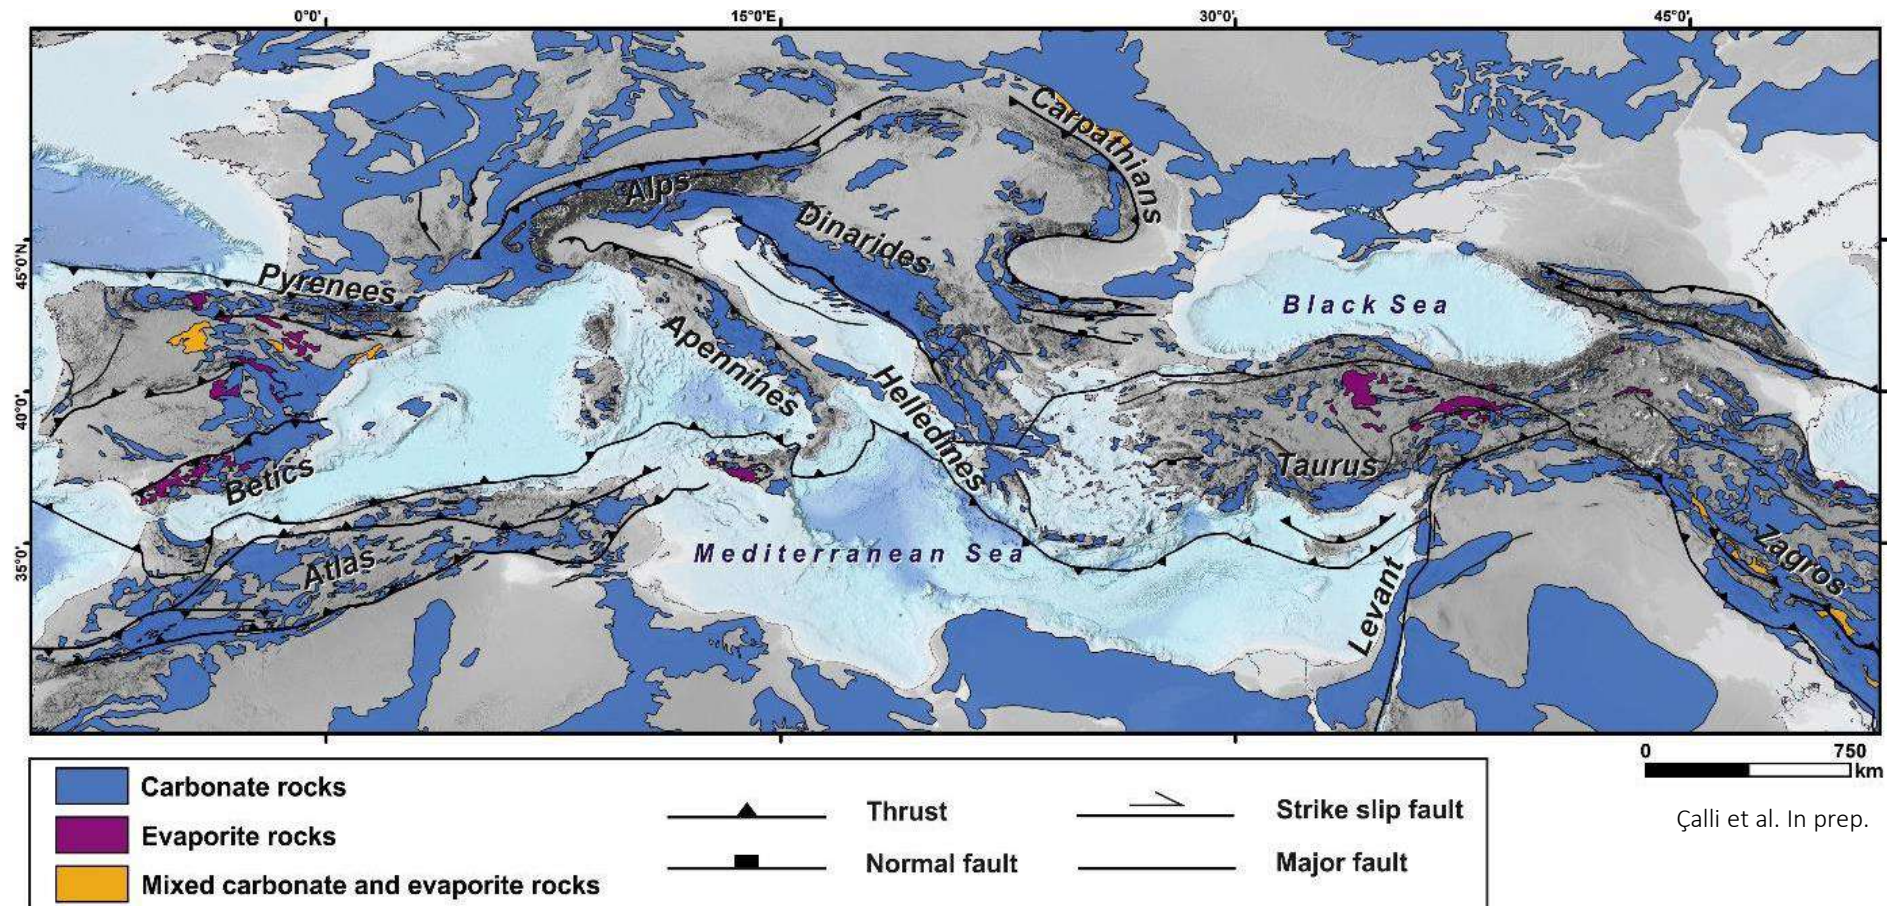 0°0'
15°0'E
30°0'
45°0'
45°0'N
40°0'
35°0'
Carpathians
Alps
Dinarides
Pyrenees
Black Sea
Apennines
Helledines
Betics
Taurus
Mediterranean Sea
Atlas
Zagros
Levant
0 750
km
Carbonate rocks
Evaporite rocks
Mixed carbonate and evaporite rocks
Thrust
Normal fault
Strike slip fault
Major fault
Çalli et al. In prep.